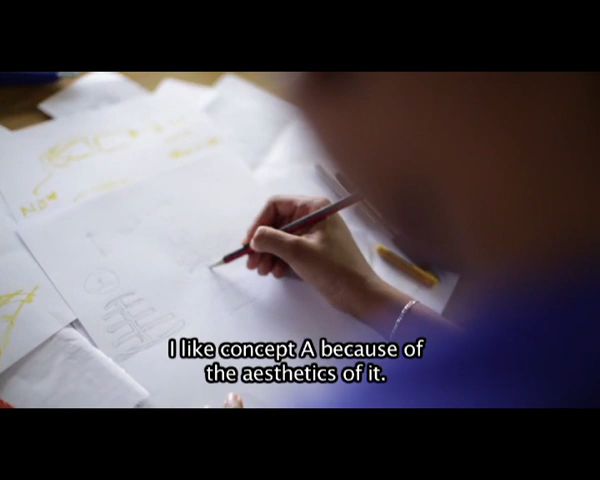 I like concept A because of
the aesthetics of it.